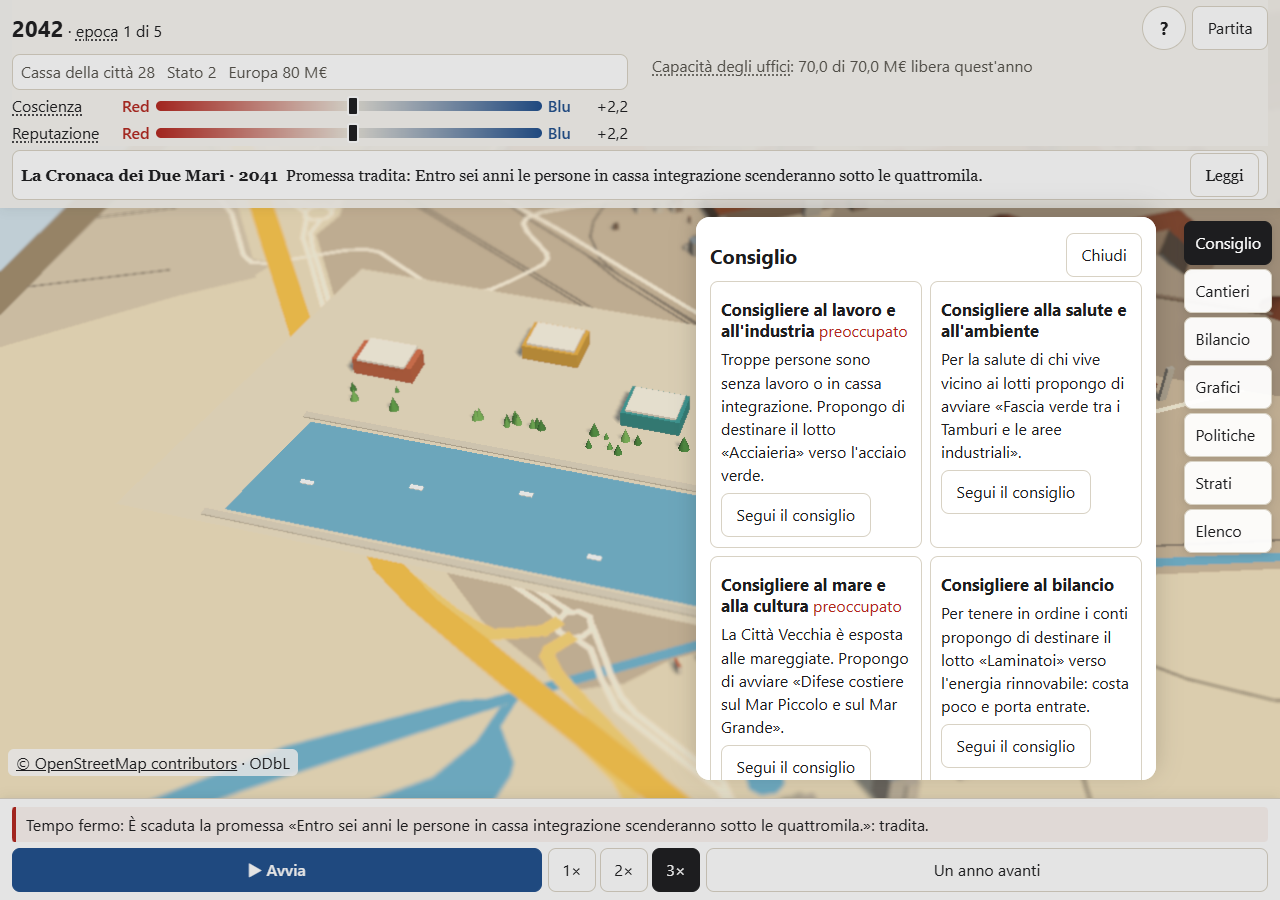 2042 · epoca 1 di 5
?
Partita
Cassa della città 28 Stato 2 Europa 80 M€
Capacità degli uffici: 70,0 di 70,0 M€ libera quest'anno
Coscienza Red Blu +2,2
Reputazione Red Blu +2,2
La Cronaca dei Due Mari · 2041 Promessa tradita: Entro sei anni le persone in cassa integrazione scenderanno sotto le quattromila.
Leggi
Consiglio
Chiudi
Consigliere al lavoro e
all'industria preoccupato
Troppe persone sono
senza lavoro o in cassa
integrazione. Propongo di
destinare il lotto
«Acciaieria» verso l'acciaio
verde.
Segui il consiglio
Consigliere alla salute e
all'ambiente
Per la salute di chi vive
vicino ai lotti propongo di
avviare «Fascia verde tra i
Tamburi e le aree
industriali».
Segui il consiglio
Consigliere al mare e
alla cultura preoccupato
La Città Vecchia è esposta
alle mareggiate. Propongo
di avviare «Difese costiere
sul Mar Piccolo e sul Mar
Grande».
Segui il consiglio
Consigliere al bilancio
Per tenere in ordine i conti
propongo di destinare il
lotto «Laminatoi» verso
l'energia rinnovabile: costa
poco e porta entrate.
Segui il consiglio
Consiglio
Cantieri
Bilancio
Grafici
Politiche
Strati
Elenco
© OpenStreetMap contributors · ODbL
Tempo fermo: È scaduta la promessa «Entro sei anni le persone in cassa integrazione scenderanno sotto le quattromila.»: tradita.
▶ Avvia
1×
2×
3×
Un anno avanti